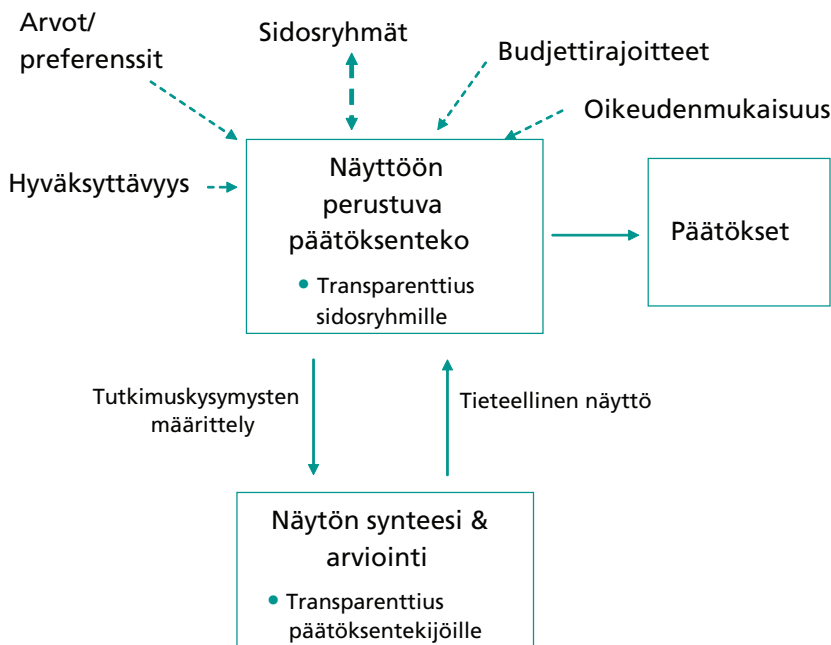 Arvot/
preferenssit
Sidosryhmät
Budjettirajoitteet
Oikeudenmukaisuus
Hyväksyttävyys
Näyttöön
perustuva
päätöksenteko
• Transparenttius
sidosryhmille
Päätökset
Tutkimuskysymysten
määrittely
Tieteellinen näyttö
Näytön synteesi &
arviointi
• Transparenttius
päätöksentekijöille